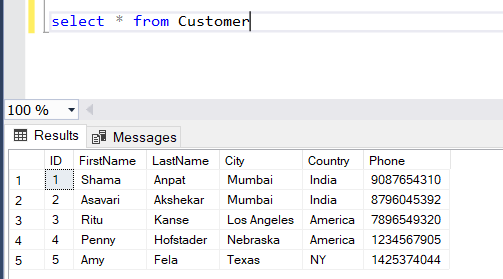 select * from Customer
100 %
Results Messages
ID FirstName LastName City Country Phone
1 1 Shama Anpat Mumbai India 9087654310
2 2 Asavari Akshekar Mumbai India 8796045392
3 3 Ritu Kanse Los Angeles America 7896549320
4 4 Penny Hofstader Nebraska America 1234567905
5 5 Amy Fela Texas NY 1425374044